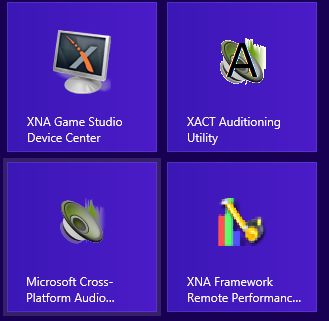 XNA Game Studio
Device Center
A
XACT Auditioning
Utility
Microsoft Cross-
Platform Audio...
XNA Framework
Remote Performanc...